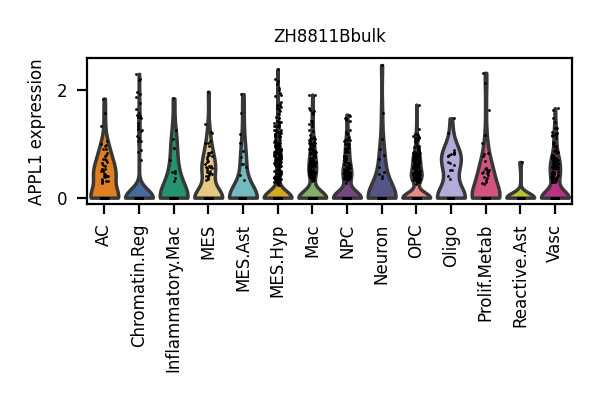 ZH8811Bbulk
APPL1 expression
2
0
AC
Chromatin.Reg
Inflammatory.Mac
MES
MES.Ast
MES.Hyp
Mac
NPC
Neuron
OPC
Oligo
Prolif.Metab
Reactive.Ast
Vasc